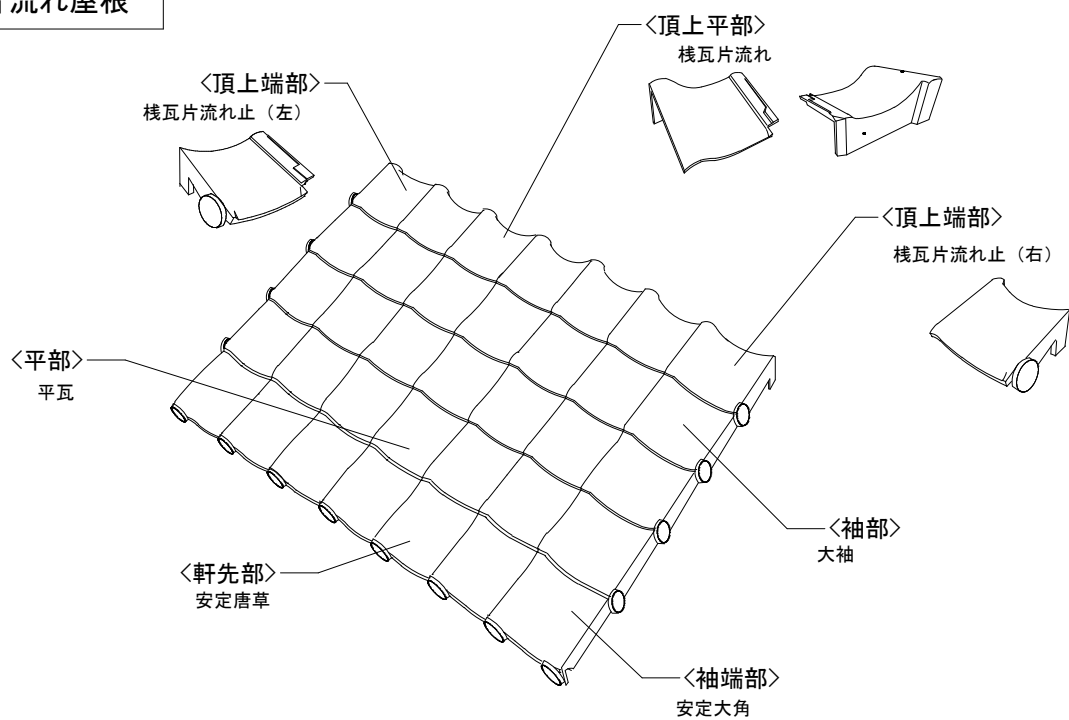 流れ屋根
〈頂上平部〉
桟瓦片流れ
〈頂上端部〉
桟瓦片流れ止（左）
〈頂上端部〉
桟瓦片流れ止（右）
〈平部〉
平瓦
〈袖部〉
大袖
〈軒先部〉
安定唐草
〈袖端部〉
安定大角